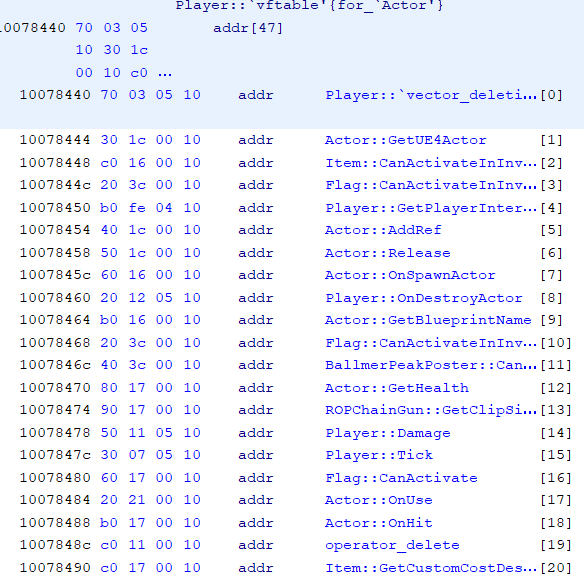 Player::`vftable'{for_`Actor'}
10078440 70 03 05 addr[47]
10 30 1c
00 10 c0 ...
10078440 70 03 05 10 addr Player::`vector_deleti...[0]
10078444 30 1c 00 10 addr Actor::GetUE4Actor [1]
10078448 c0 16 00 10 addr Item::CanActivateInInv...[2]
1007844c 20 3c 00 10 addr Flag::CanActivateInInv...[3]
10078450 b0 fe 04 10 addr Player::GetPlayerInter...[4]
10078454 40 1c 00 10 addr Actor::AddRef [5]
10078458 50 1c 00 10 addr Actor::Release [6]
1007845c 60 16 00 10 addr Actor::OnSpawnActor [7]
10078460 20 12 05 10 addr Player::OnDestroyActor [8]
10078464 b0 16 00 10 addr Actor::GetBlueprintName [9]
10078468 20 3c 00 10 addr Flag::CanActivateInInv...[10]
1007846c 40 3c 00 10 addr BallmerPeakPoster::Can...[11]
10078470 80 17 00 10 addr Actor::GetHealth [12]
10078474 90 17 00 10 addr ROPChainGun::GetClipSi...[13]
10078478 50 11 05 10 addr Player::Damage [14]
1007847c 30 07 05 10 addr Player::Tick [15]
10078480 60 17 00 10 addr Flag::CanActivate [16]
10078484 20 21 00 10 addr Actor::OnUse [17]
10078488 b0 17 00 10 addr Actor::OnHit [18]
1007848c c0 11 00 10 addr operator_delete [19]
10078490 c0 17 00 10 addr Item::GetCustomCostDes...[20]